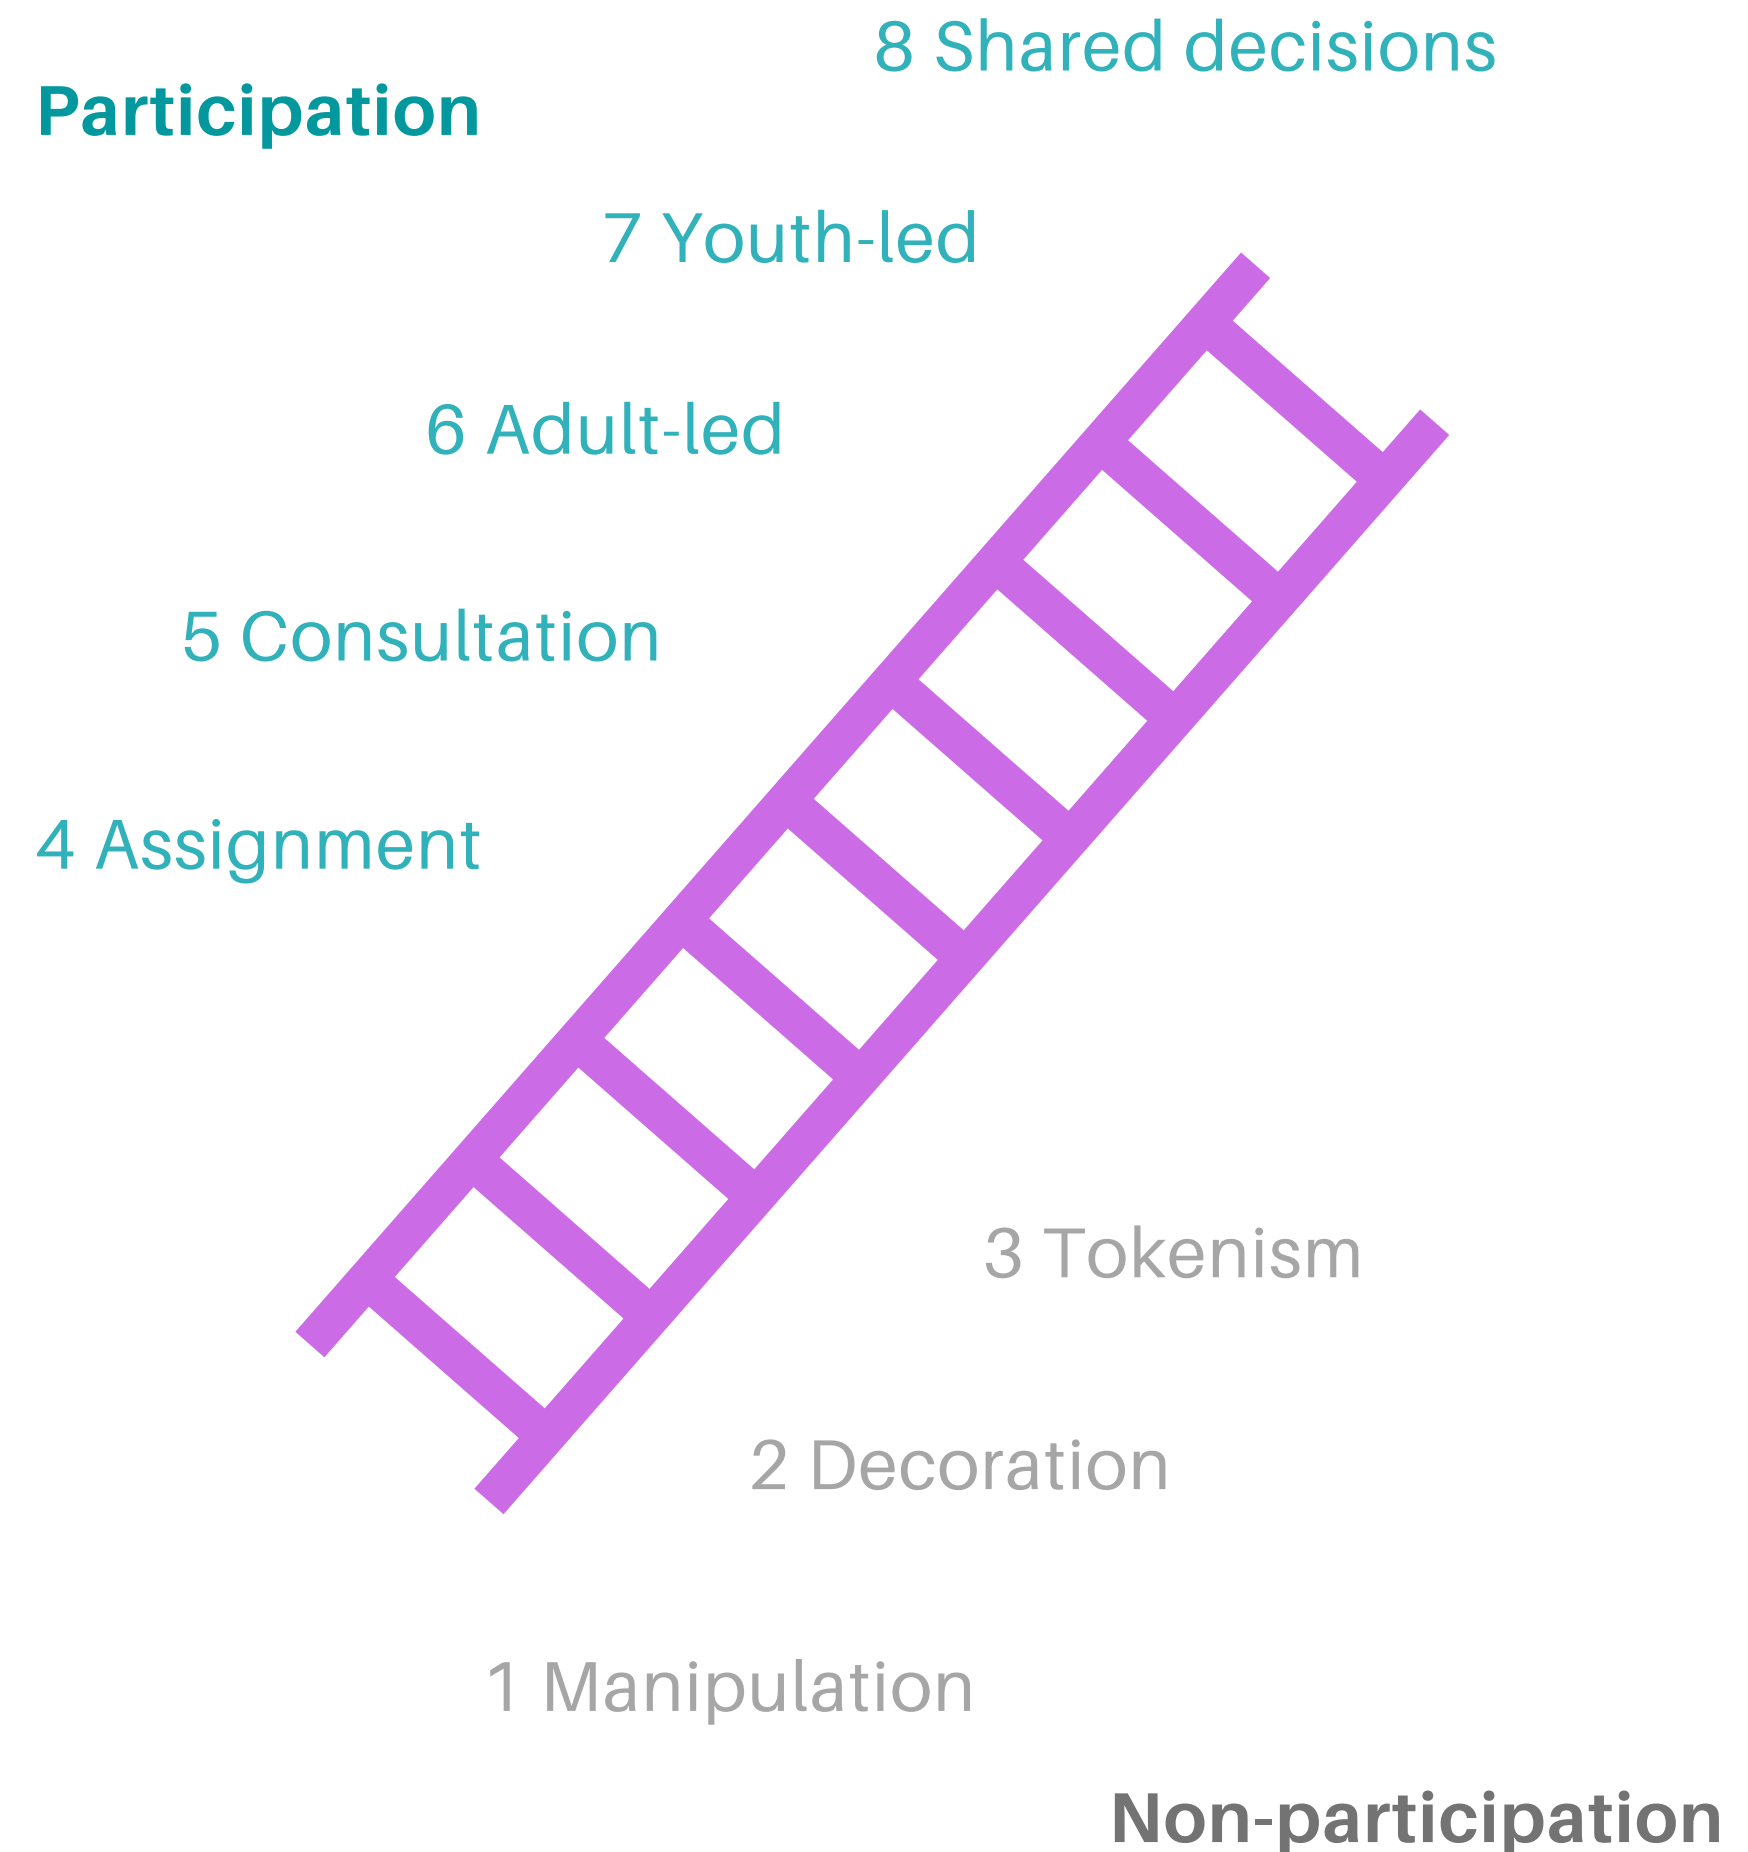 8 Shared decisions
Participation
7 Youth-led
6 Adult-led
5 Consultation
4 Assignment
3 Tokenism
2 Decoration
1 Manipulation
Non-participation